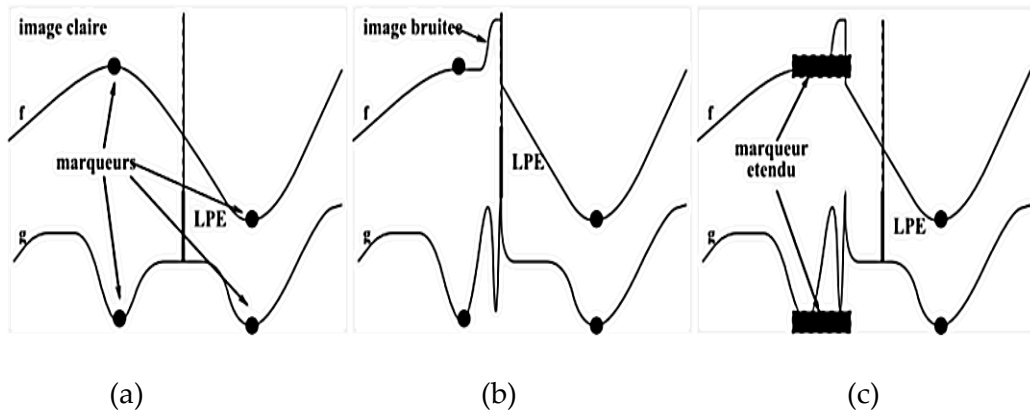 image claire
f
marqueurs
LPE
g
image bruitee
f
LPE
g
f
marqueur
etendu
LPE
g
(a)
(b)
(c)